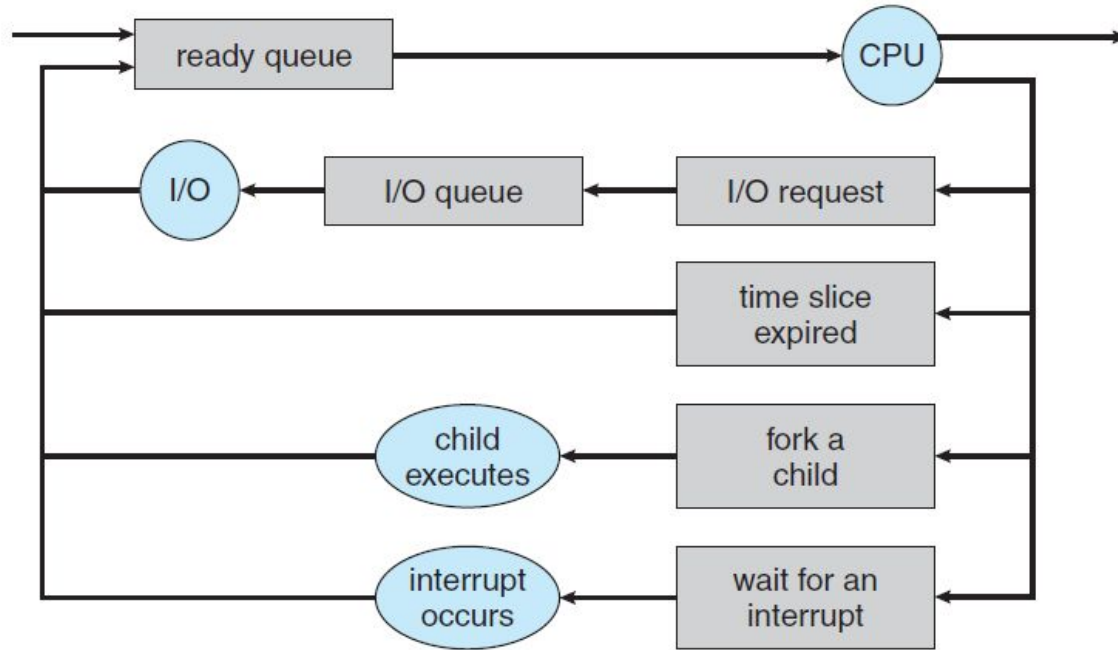 ready queue
CPU
I/O
I/O queue
I/O request
time slice
expired
child
executes
fork a
child
interrupt
occurs
wait for an
interrupt